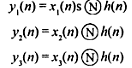 y₁(n) = x₁(n)s Ⓝ h(n)
y₂(n) = x₂(n) Ⓝ h(n)
y₃(n) = x₃(n) Ⓝ h(n)